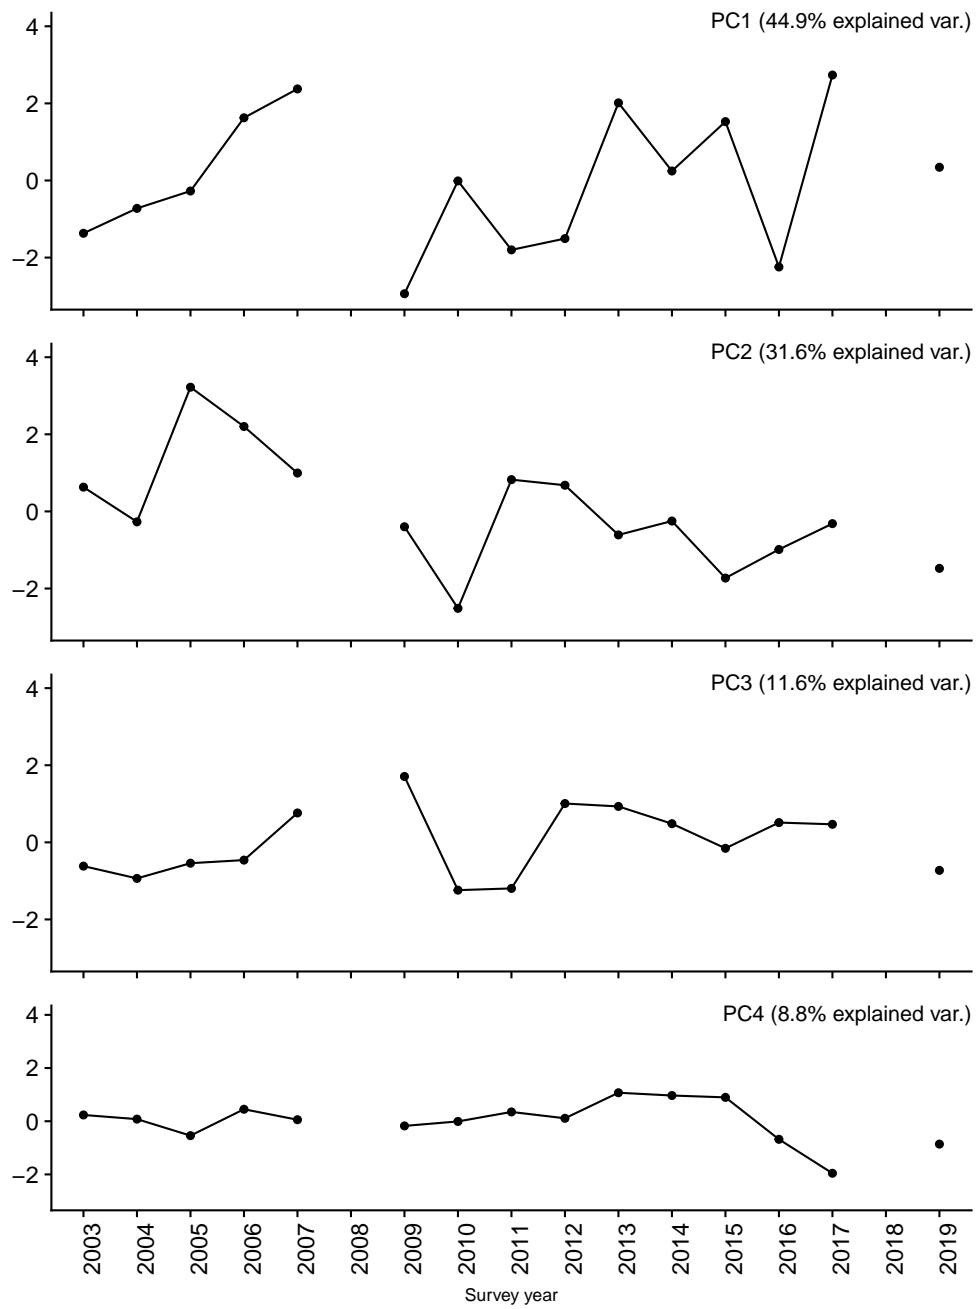 PC1 (44.9% explained var.)
4
2
0
−2
PC2 (31.6% explained var.)
4
2
0
−2
PC3 (11.6% explained var.)
4
2
0
−2
PC4 (8.8% explained var.)
4
2
0
−2
2003 2004 2005 2006 2007 2008 2009 2010 2011 2012 2013 2014 2015 2016 2017 2018 2019
Survey year